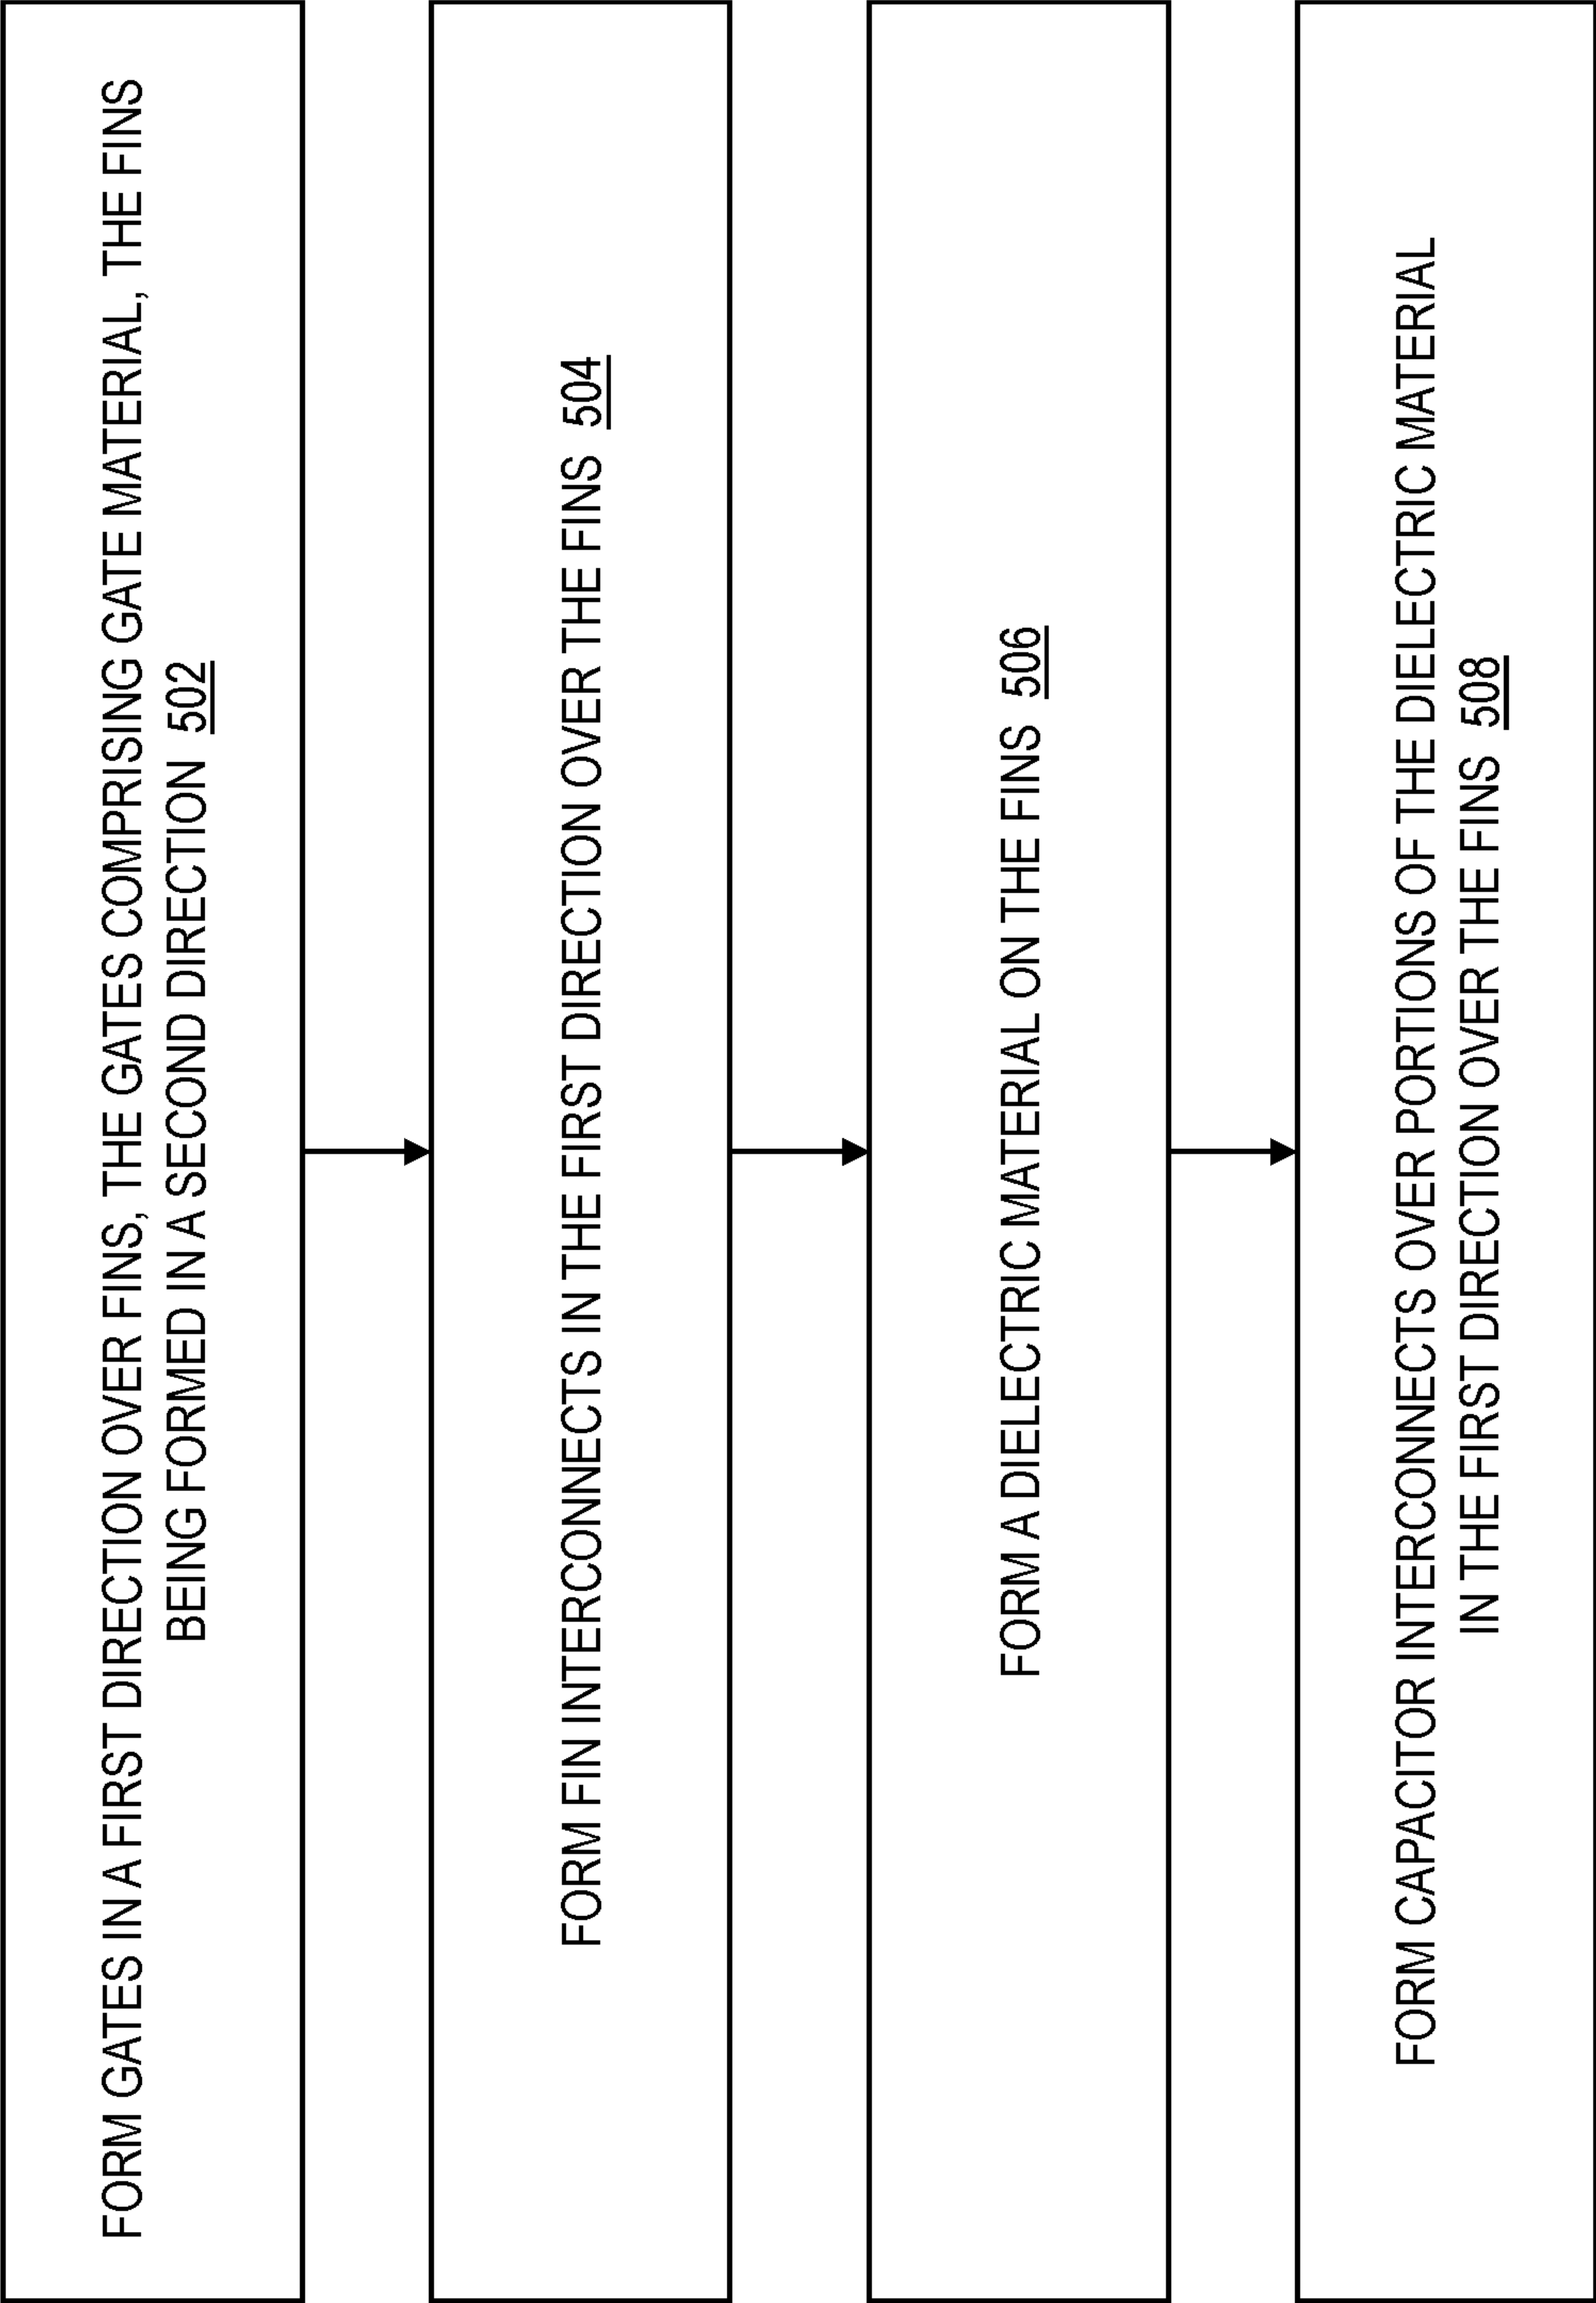 FORM GATES IN A FIRST DIRECTION OVER FINS, THE GATES COMPRISING GATE MATERIAL, THE FINS
BEING FORMED IN A SECOND DIRECTION 502
FORM FIN INTERCONNECTS IN THE FIRST DIRECTION OVER THE FINS 504
FORM A DIELECTRIC MATERIAL ON THE FINS 506
FORM CAPACITOR INTERCONNECTS OVER PORTIONS OF THE DIELECTRIC MATERIAL
IN THE FIRST DIRECTION OVER THE FINS 508